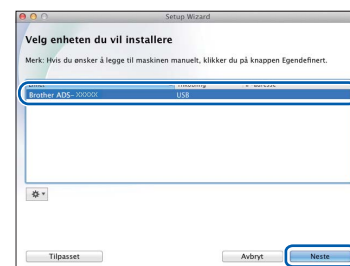 Setup Wizard
Velg enheten du vil installere
Merk: Hvis du ønsker å legge til maskinen manuelt, klikker du på knappen Egendefinert.
Brother ADS-XXXXX USB
Tilpasset Avbryt Neste